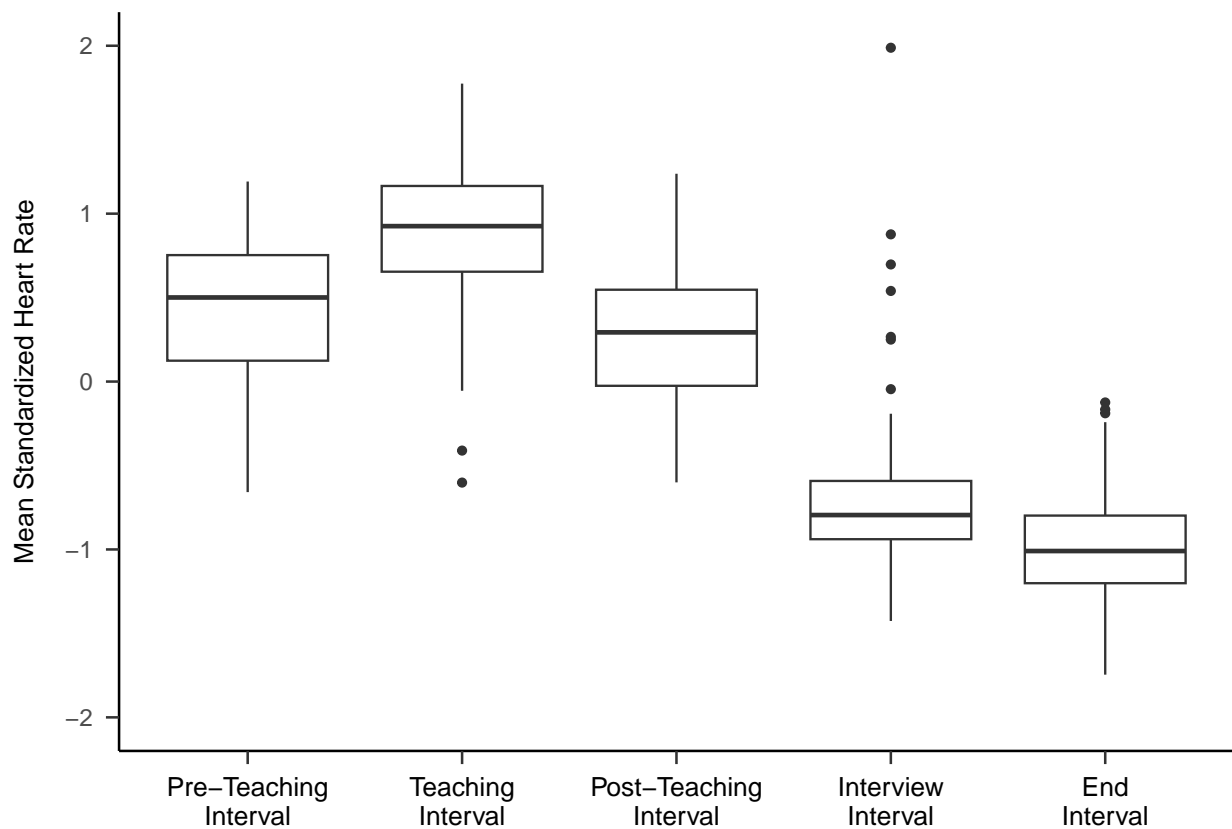 Mean Standardized Heart Rate
2
1
0
−1
−2
Pre−Teaching
Interval
Teaching
Interval
Post−Teaching
Interval
Interview
Interval
End
Interval